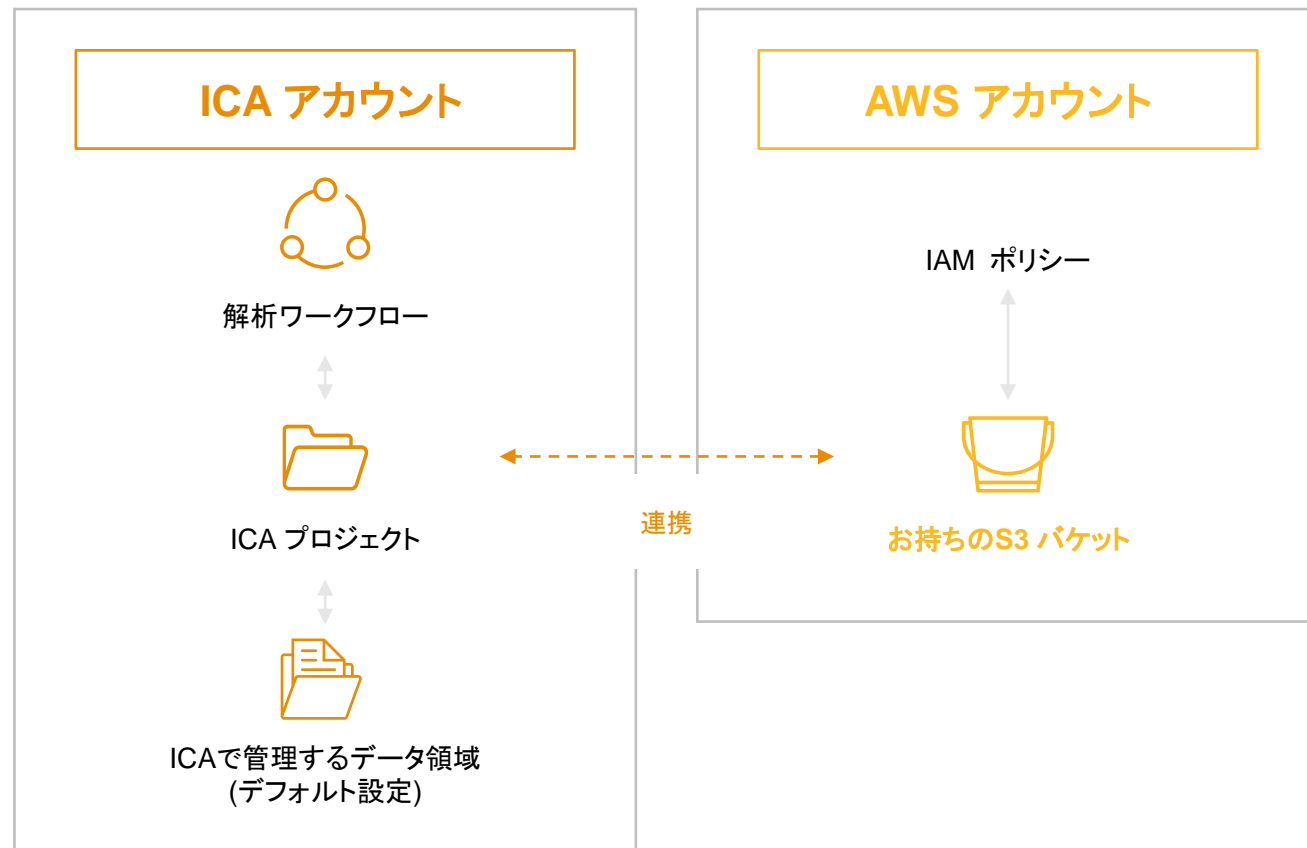 ICA アカウント
解析ワークフロー
ICA プロジェクト
ICAで管理するデータ領域
(デフォルト設定)
連携
AWS アカウント
IAM ポリシー
お持ちのS3 バケット